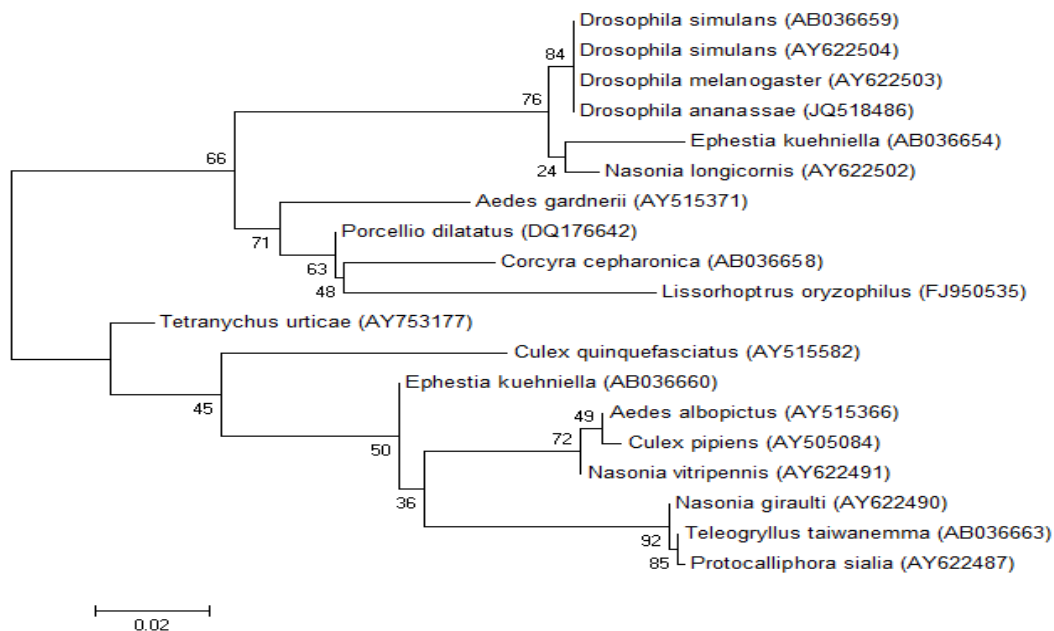 Drosophila simulans (AB036659)
84
Drosophila simulans (AY622504)
Drosophila melanogaster (AY622503)
76
Drosophila ananassae (JQ518486)
Ephestia kuehniella (AB036654)
66
24
Nasonia longicornis (AY622502)
Aedes gardnerii (AY515371)
Porcellio dilatatus (DQ176642)
71
Corcyra cepharonica (AB036658)
63
48
Lissorhoptrus oryzophilus (FJ950535)
Tetranychus urticae (AY753177)
Culex quinquefasciatus (AY515582)
Ephestia kuehniella (AB036660)
45
49
Aedes albopictus (AY515366)
72
Culex pipiens (AY505084)
50
Nasonia vitripennis (AY622491)
36
Nasonia giraulti (AY622490)
Teleogryllus taiwanemma (AB036663)
92
85
Protocalliphora sialia (AY622487)
0.02